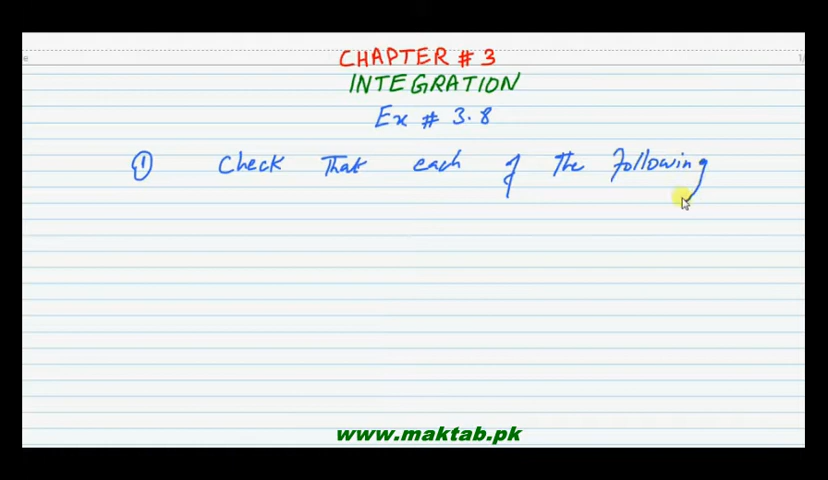 CHAPTER # 3
INTEGRATION
Ex # 3.8
① Check That each of the following
www.maktab.pk